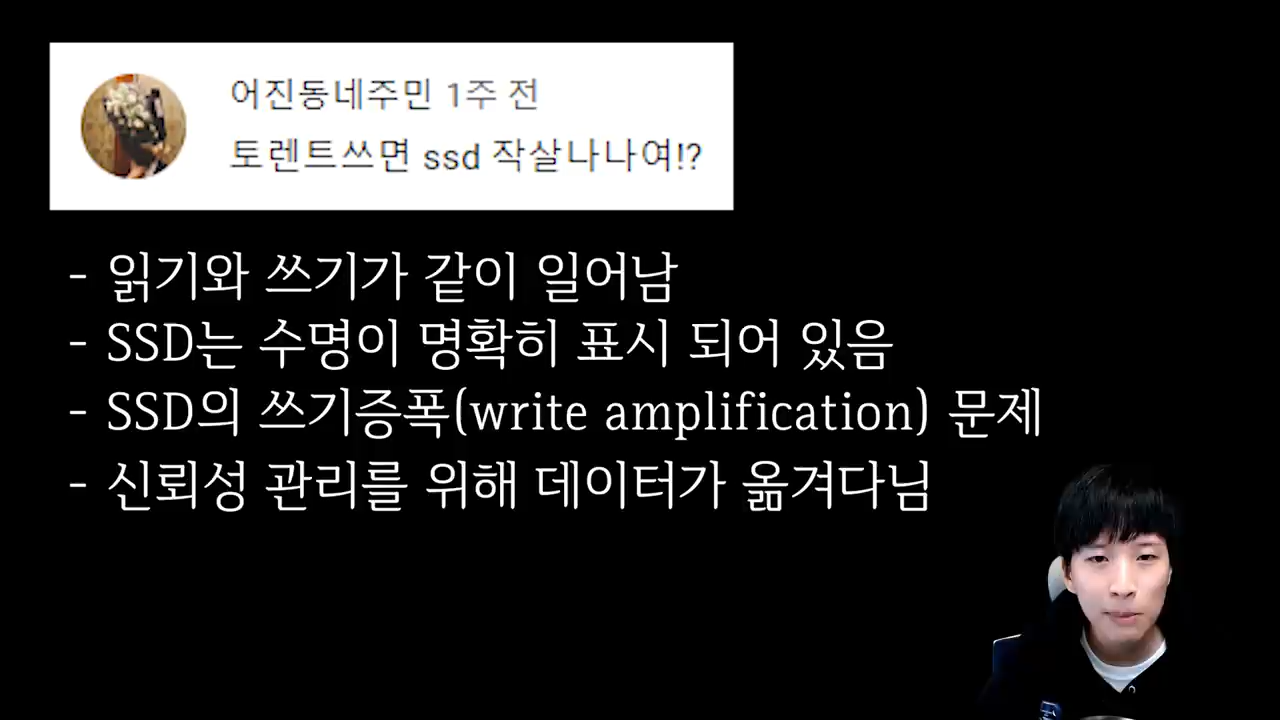 어진동네주민 1주 전
토렌트쓰면 ssd 작살나나여!?
- 읽기와 쓰기가 같이 일어남
- SSD는 수명이 명확히 표시 되어 있음
- SSD의 쓰기증폭(write amplification) 문제
- 신뢰성 관리를 위해 데이터가 옮겨다님